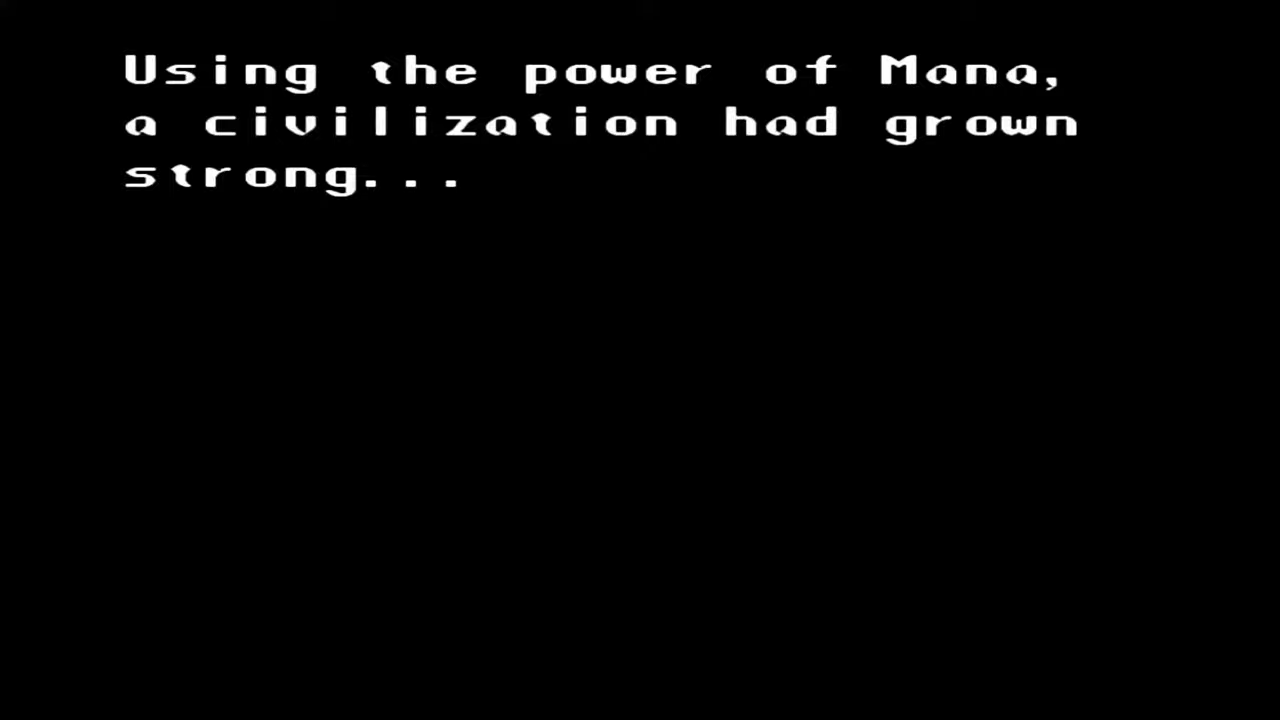 Using the power of Mana,
a civilization had grown
strong...